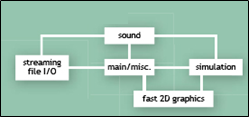 sound
streaming
file I/O
main/misc.
simulation
fast 2D graphics